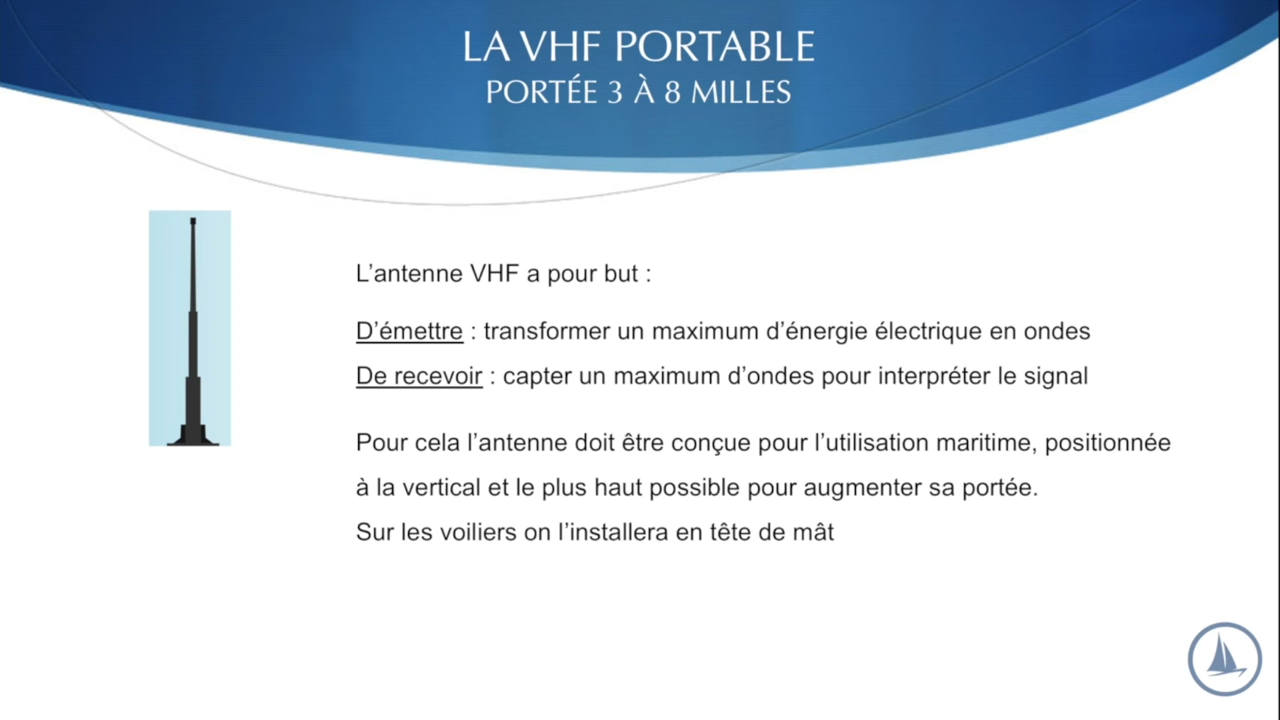 LA VHF PORTABLE
PORTÉE 3 À 8 MILLES
L’antenne VHF a pour but :
D’émettre : transformer un maximum d’énergie électrique en ondes
De recevoir : capter un maximum d’ondes pour interpréter le signal
Pour cela l’antenne doit être conçue pour l’utilisation maritime, positionnée
à la vertical et le plus haut possible pour augmenter sa portée.
Sur les voiliers on l’installera en tête de mât